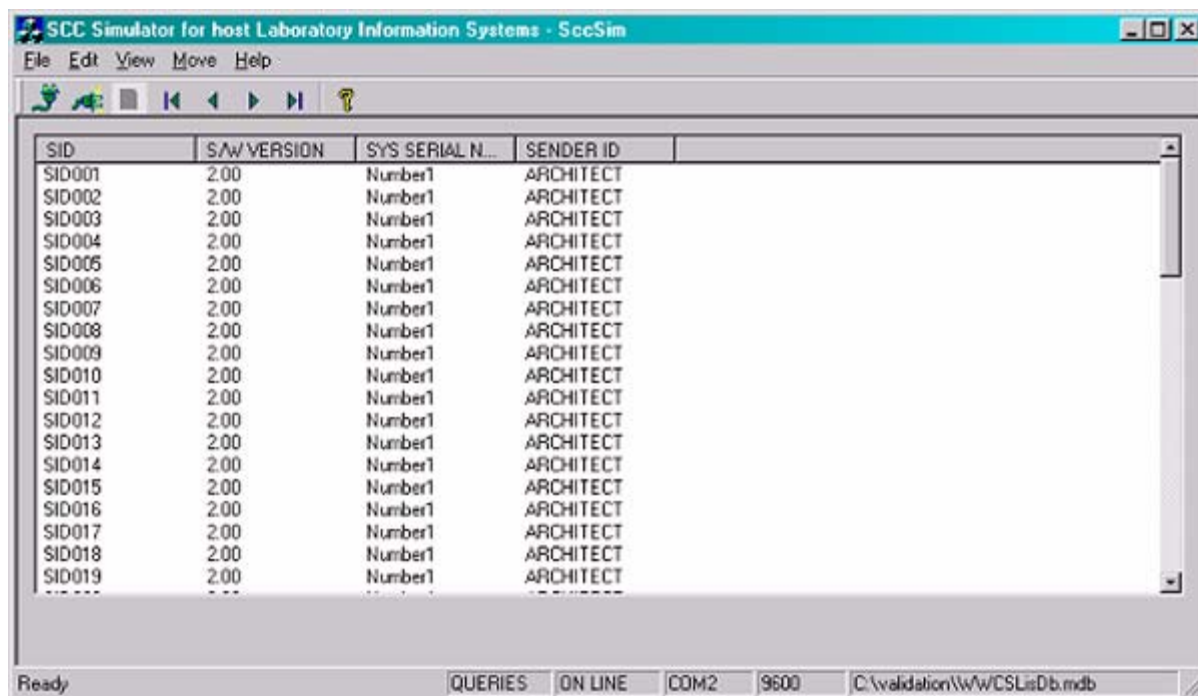 SCC Simulator for host Laboratory Information Systems - SccSim
File Edit View Move Help
SID S/W VERSION SYS SERIAL N... SENDER ID
SID001 2.00 Number1 ARCHITECT
SID002 2.00 Number1 ARCHITECT
SID003 2.00 Number1 ARCHITECT
SID004 2.00 Number1 ARCHITECT
SID005 2.00 Number1 ARCHITECT
SID006 2.00 Number1 ARCHITECT
SID007 2.00 Number1 ARCHITECT
SID008 2.00 Number1 ARCHITECT
SID009 2.00 Number1 ARCHITECT
SID010 2.00 Number1 ARCHITECT
SID011 2.00 Number1 ARCHITECT
SID012 2.00 Number1 ARCHITECT
SID013 2.00 Number1 ARCHITECT
SID014 2.00 Number1 ARCHITECT
SID015 2.00 Number1 ARCHITECT
SID016 2.00 Number1 ARCHITECT
SID017 2.00 Number1 ARCHITECT
SID018 2.00 Number1 ARCHITECT
SID019 2.00 Number1 ARCHITECT
Ready QUERIES ON LINE COM2 9600 C:\validation\WWCSLisDb.mdb